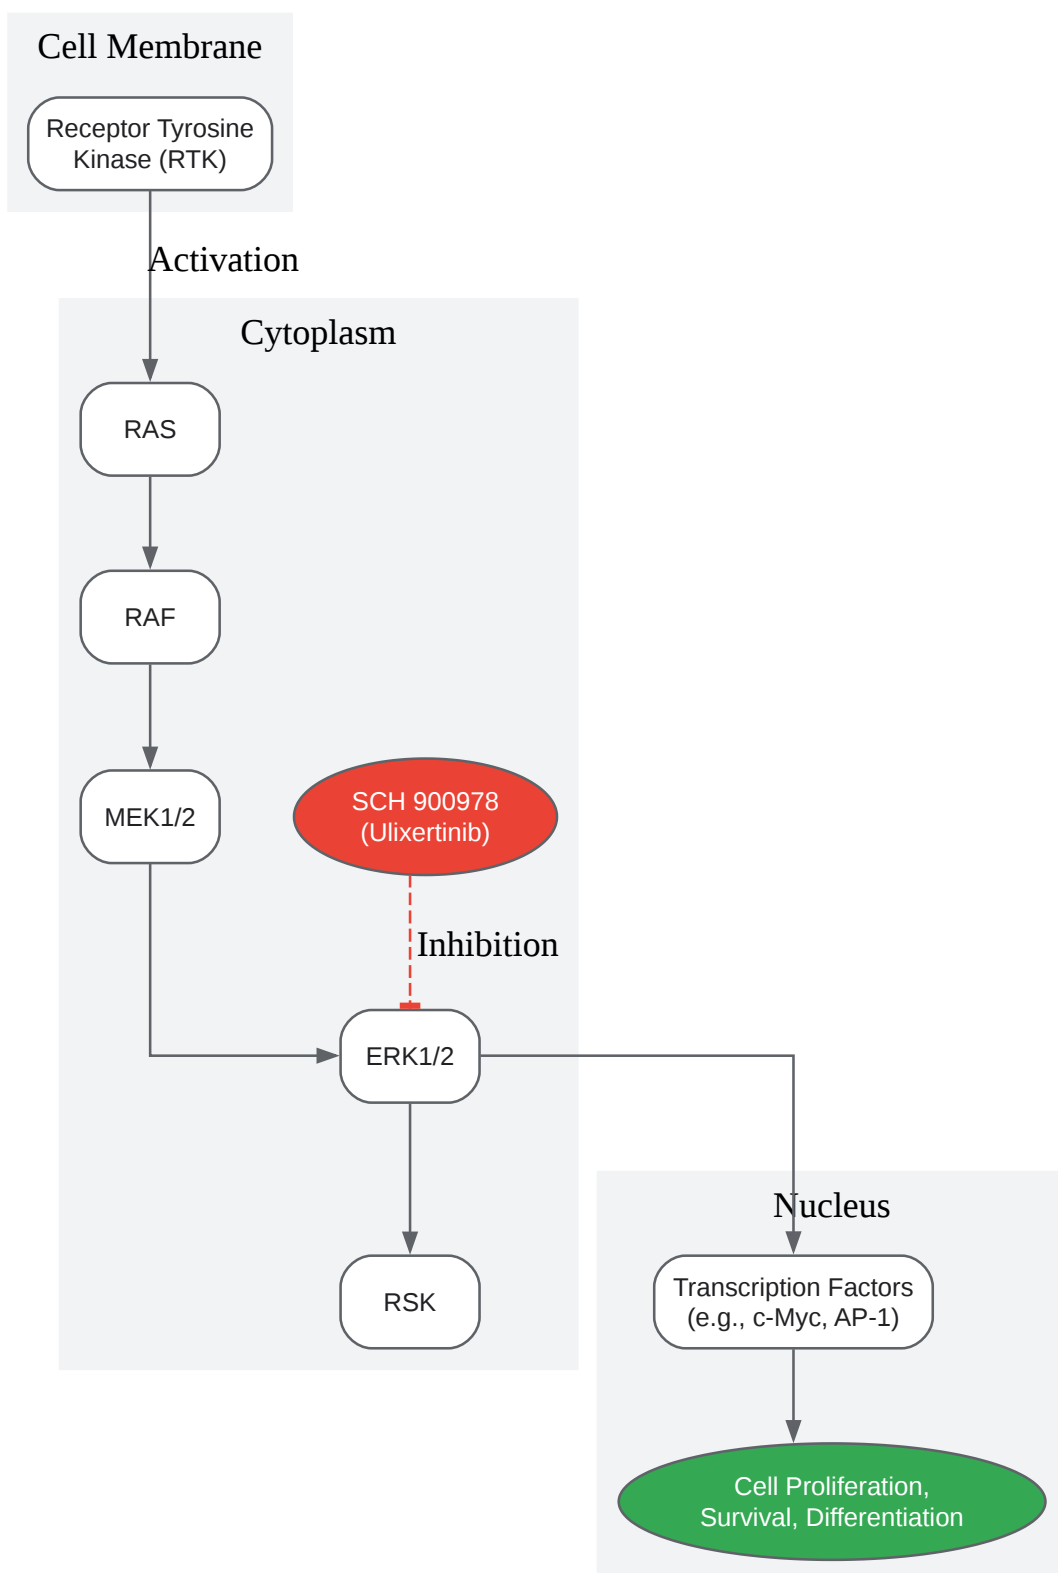 Cell Membrane
Receptor Tyrosine
Kinase (RTK)
Activation
Cytoplasm
RAS
RAF
MEK1/2
SCH 900978
(Ulixertinib)
Inhibition
ERK1/2
RSK
Nucleus
Transcription Factors
(e.g., c-Myc, AP-1)
Cell Proliferation,
Survival, Differentiation